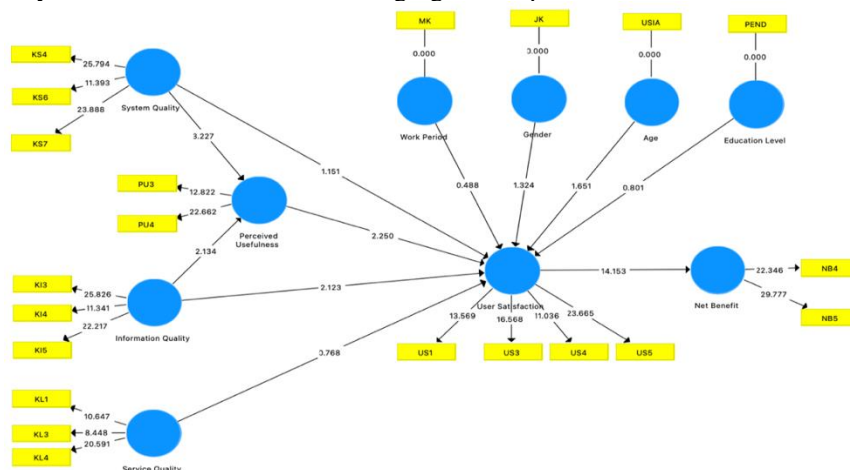 MK
JK
USIA
PEND
0.000
0.000
0.000
0.000
Work Period
Gender
Age
Education Level
KS4
KS6
KS7
25.794
11.393
23.888
System Quality
3.227
1.151
0.488
1.324
1.651
0.801
PU3
PU4
12.822
22.662
Perceived
Usefulness
2.250
2.134
2.123
KI3
KI4
KI5
25.826
11.341
22.217
Information Quality
User Satisfaction
14.153
Net Benefit
22.346
29.777
NB4
NB5
13.569
16.568
11.036
23.665
US1
US3
US4
US5
0.768
KL1
KL3
KL4
10.647
8.448
20.591
Service Quality